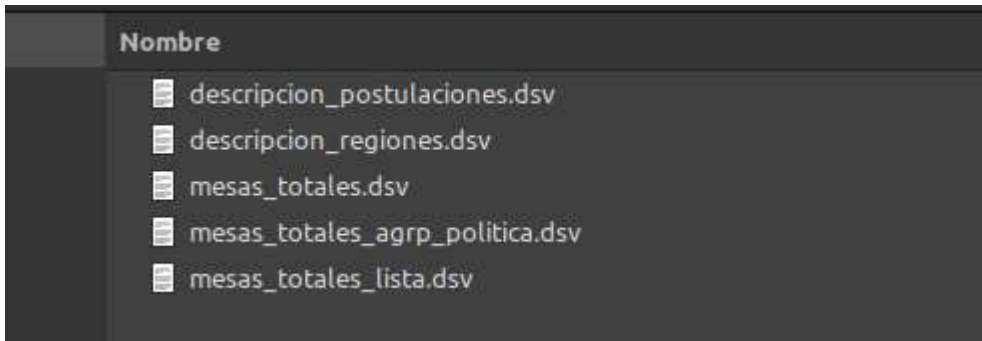 Nombre
descripcion_postulaciones.dsv
descripcion_regiones.dsv
mesas_totales.dsv
mesas_totales_agrp_politica.dsv
mesas_totales_lista.dsv